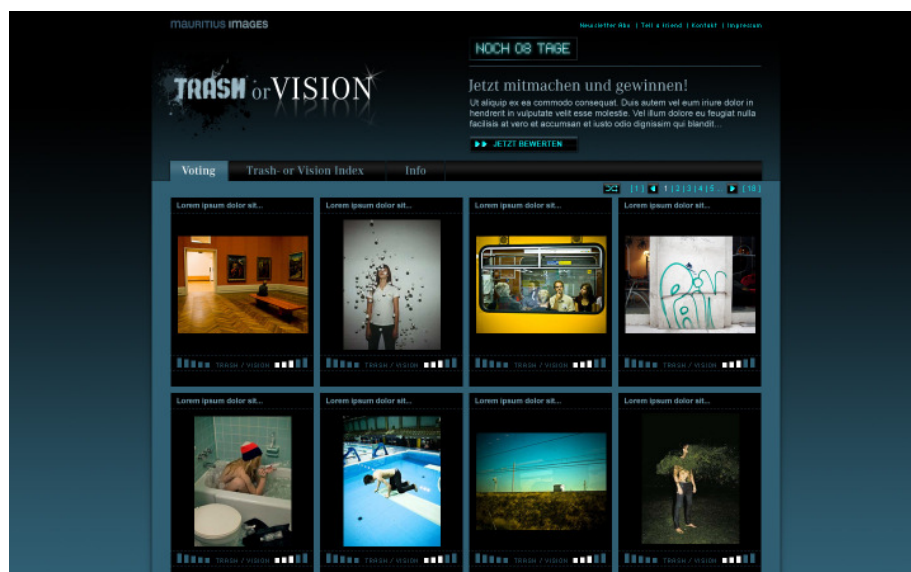 mauritius images
Newsletter Abo | Tell a friend | Kontakt | Impressum
NOCH 08 TAGE
TRASH or VISION
Jetzt mitmachen und gewinnen!
Ut aliquip ex ea commodo consequat. Duis autem vel eum iriure dolor in
hendrerit in vulputate velit esse molestie. Vel illum dolore eu feugiat nulla
facilisis at vero et accumsan et iusto odio dignissim qui blandit...
JETZT BEWERTEN
Voting Trash- or Vision Index Info
[1] 1|2|3|4|5... [18]
Lorem ipsum dolor sit... Lorem ipsum dolor sit... Lorem ipsum dolor sit... Lorem ipsum dolor sit...
TRASH / VISION TRASH / VISION TRASH / VISION TRASH / VISION
Lorem ipsum dolor sit... Lorem ipsum dolor sit... Lorem ipsum dolor sit... Lorem ipsum dolor sit...
TRASH / VISION TRASH / VISION TRASH / VISION TRASH / VISION